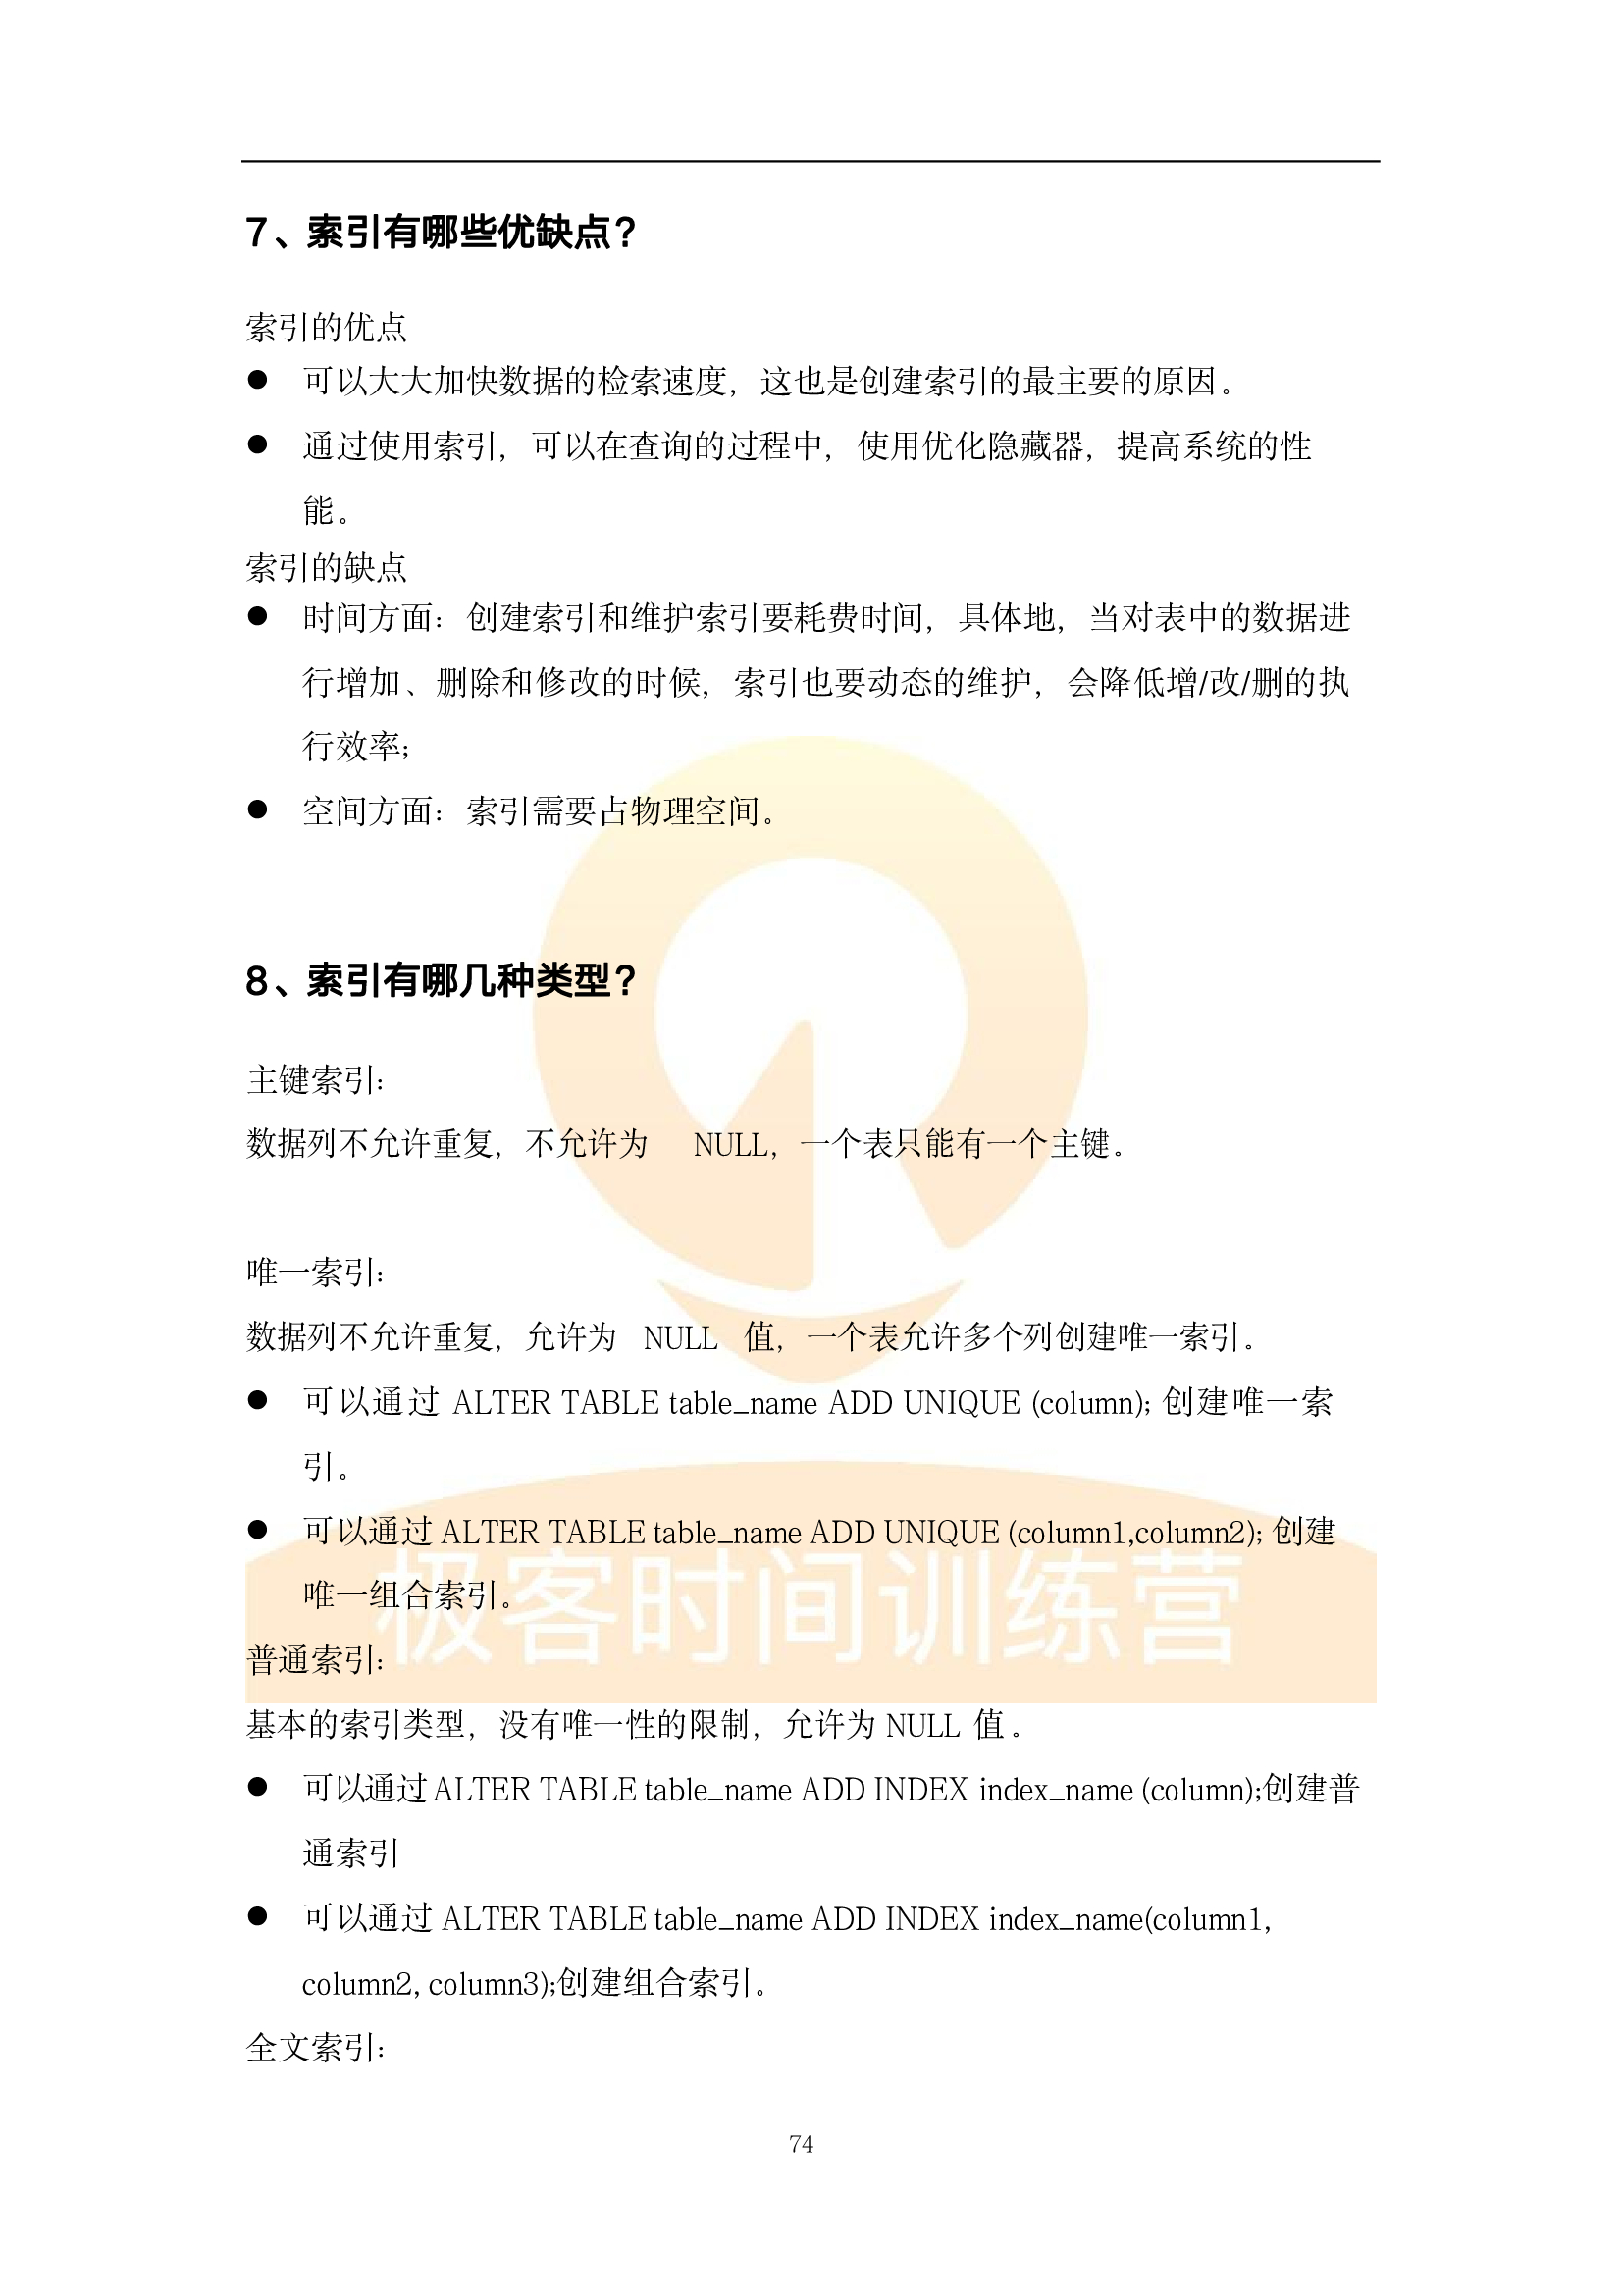 7、索引有哪些优缺点？
索引的优点
● 可以大大加快数据的检索速度，这也是创建索引的最主要的原因。
● 通过使用索引，可以在查询的过程中，使用优化隐藏器，提高系统的性
能。
索引的缺点
● 时间方面：创建索引和维护索引要耗费时间，具体地，当对表中的数据进
行增加、删除和修改的时候，索引也要动态的维护，会降低增/改/删的执
行效率；
● 空间方面：索引需要占物理空间。
8、索引有哪几种类型？
主键索引：
数据列不允许重复，不允许为 NULL，一个表只能有一个主键。
唯一索引：
数据列不允许重复，允许为 NULL 值，一个表允许多个列创建唯一索引。
● 可以通过 ALTER TABLE table_name ADD UNIQUE (column); 创建唯一索
引。
● 可以通过 ALTER TABLE table_name ADD UNIQUE (column1,column2); 创建
唯一组合索引。
极客时间训练营
普通索引：
基本的索引类型，没有唯一性的限制，允许为 NULL 值。
● 可以通过 ALTER TABLE table_name ADD INDEX index_name (column);创建普
通索引
● 可以通过 ALTER TABLE table_name ADD INDEX index_name(column1,
column2, column3);创建组合索引。
全文索引：
74